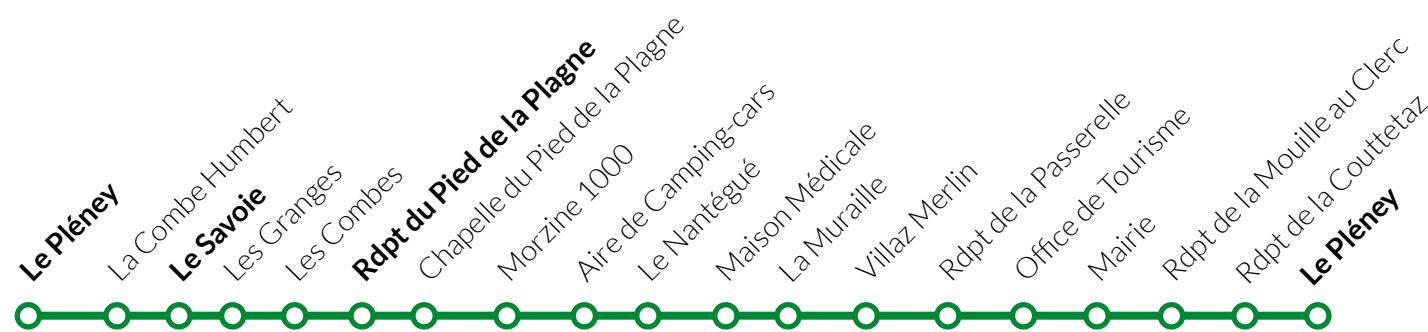 Le Pléney
La Combe Humbert
Le Savoie
Les Granges
Les Combes
Rdpt du Pied de la Plagne
Chapelle du Pied de la Plagne
Morzine 1000
Aire de Camping-cars
Le Nantégué
Maison Médicale
La Muraille
Villaz Merlin
Rdpt de la Passerelle
Office de Tourisme
Mairie
Rdpt de la Mouille au Clerc
Rdpt de la Couttetaz
Le Pléney